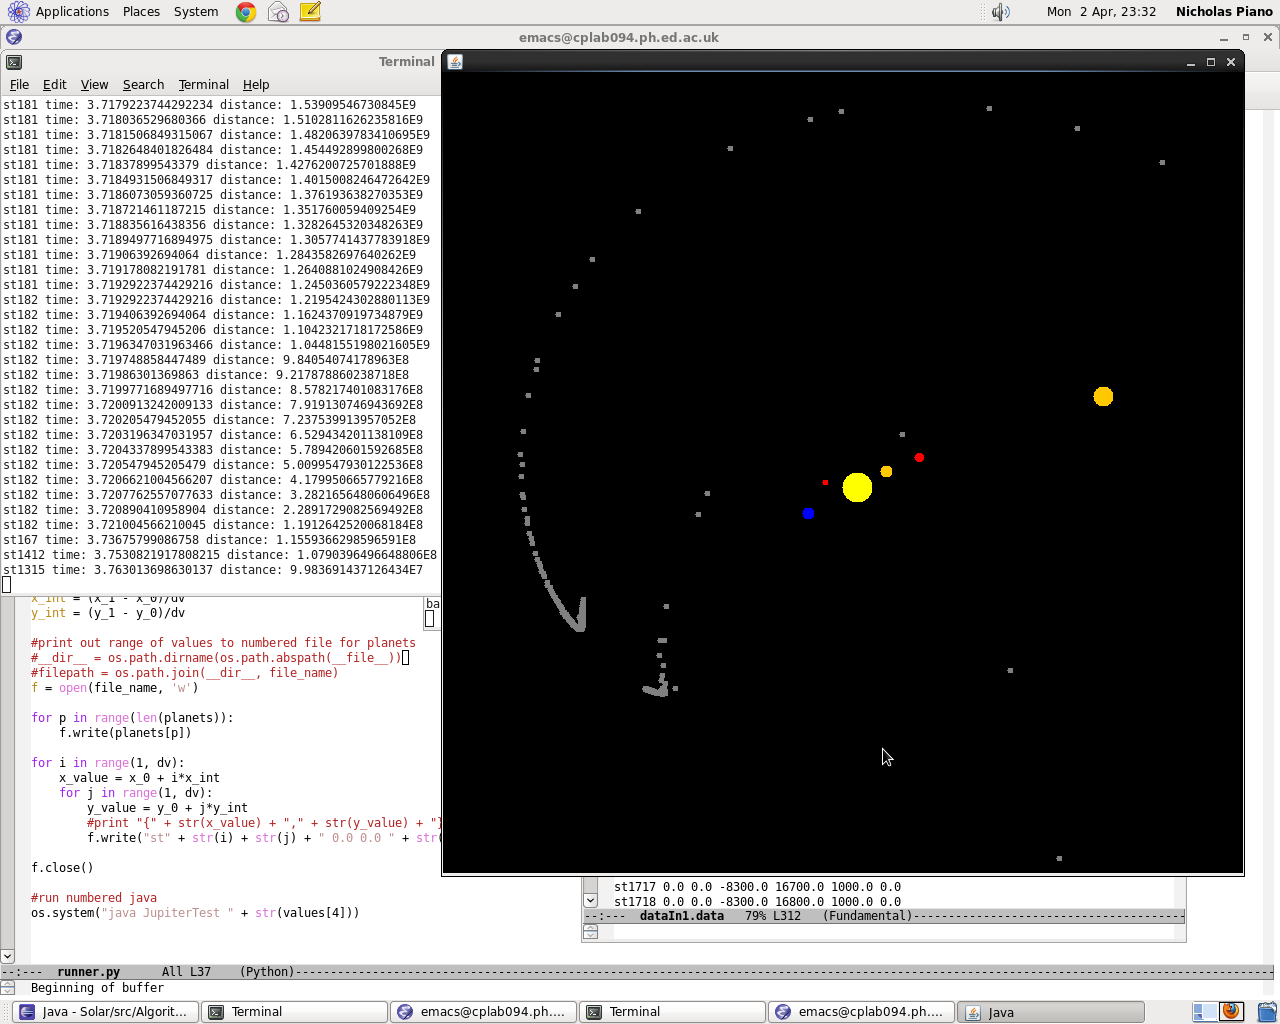 Applications Places System Mon 2 Apr, 23:32 Nicholas Piano
emacs@cplab094.ph.ed.ac.uk
Terminal
File Edit View Search Terminal Help
st181 time: 3.7179223744292234 distance: 1.53909546730845E9
st181 time: 3.718036529680366 distance: 1.5102811626235816E9
st181 time: 3.7181506849315067 distance: 1.4820639783410695E9
st181 time: 3.7182648401826484 distance: 1.454492899800268E9
st181 time: 3.71837899543379 distance: 1.4276200725701888E9
st181 time: 3.7184931506849317 distance: 1.4015008246472642E9
st181 time: 3.7186073059360725 distance: 1.376193638270353E9
st181 time: 3.718721461187215 distance: 1.351760059409254E9
st181 time: 3.718835616438356 distance: 1.3282645320348263E9
st181 time: 3.7189497716894975 distance: 1.3057741437783918E9
st181 time: 3.71906392694064 distance: 1.2843582697640262E9
st181 time: 3.719178082191781 distance: 1.2640881024908426E9
st181 time: 3.7192922374429216 distance: 1.2450360579222348E9
st182 time: 3.7192922374429216 distance: 1.2195424302880113E9
st182 time: 3.719406392694064 distance: 1.1624370919734879E9
st182 time: 3.719520547945206 distance: 1.1042321718172586E9
st182 time: 3.7196347031963466 distance: 1.0448155198021605E9
st182 time: 3.719748858447489 distance: 9.84054074178963E8
st182 time: 3.71986301369863 distance: 9.217878860238718E8
st182 time: 3.7199771689497716 distance: 8.578217401083176E8
st182 time: 3.7200913242009133 distance: 7.919130746943692E8
st182 time: 3.720205479452055 distance: 7.237539913957052E8
st182 time: 3.7203196347031957 distance: 6.529434201138109E8
st182 time: 3.7204337899543383 distance: 5.789420601592685E8
st182 time: 3.720547945205479 distance: 5.009954793012​2536E8
st182 time: 3.7206621004566207 distance: 4.179950665779216E8
st182 time: 3.7207762557077633 distance: 3.2821656480606496E8
st182 time: 3.720890410958904 distance: 2.2891729082569492E8
st182 time: 3.721004566210045 distance: 1.19126425200​68184E8
st167 time: 3.73675799086758 distance: 1.1559366298596591E8
st1412 time: 3.7530821917808215 distance: 1.0790396496648806E8
st1315 time: 3.763013698630137 distance: 9.983691437126434E7
x_int = (x_1 - x_0)/dv
y_int = (y_1 - y_0)/dv
ba
#print out range of values to numbered file for planets
#__dir__ = os.path.dirname(os.path.abspath(__file__))
#filepath = os.path.join(__dir__, file_name)
f = open(file_name, 'w')
for p in range(len(planets)):
f.write(planets[p])
for i in range(1, dv):
x_value = x_0 + i*x_int
for j in range(1, dv):
y_value = y_0 + j*y_int
#print "{" + str(x_value) + "," + str(y_value) + "}
f.write("st" + str(i) + str(j) + " 0.0 0.0 " + str(
f.close()
#run numbered java
os.system("java JupiterTest " + str(values[4]))
st1717 0.0 0.0 -8300.0 16700.0 1000.0 0.0
st1718 0.0 0.0 -8300.0 16800.0 1000.0 0.0
--:--- dataIn1.data 79% L312 (Fundamental)
--:--- runner.py All L37 (Python)
Beginning of buffer
Java - Solar/src/Algorit... Terminal emacs@cplab094.ph.... Terminal emacs@cplab094.ph.... Java